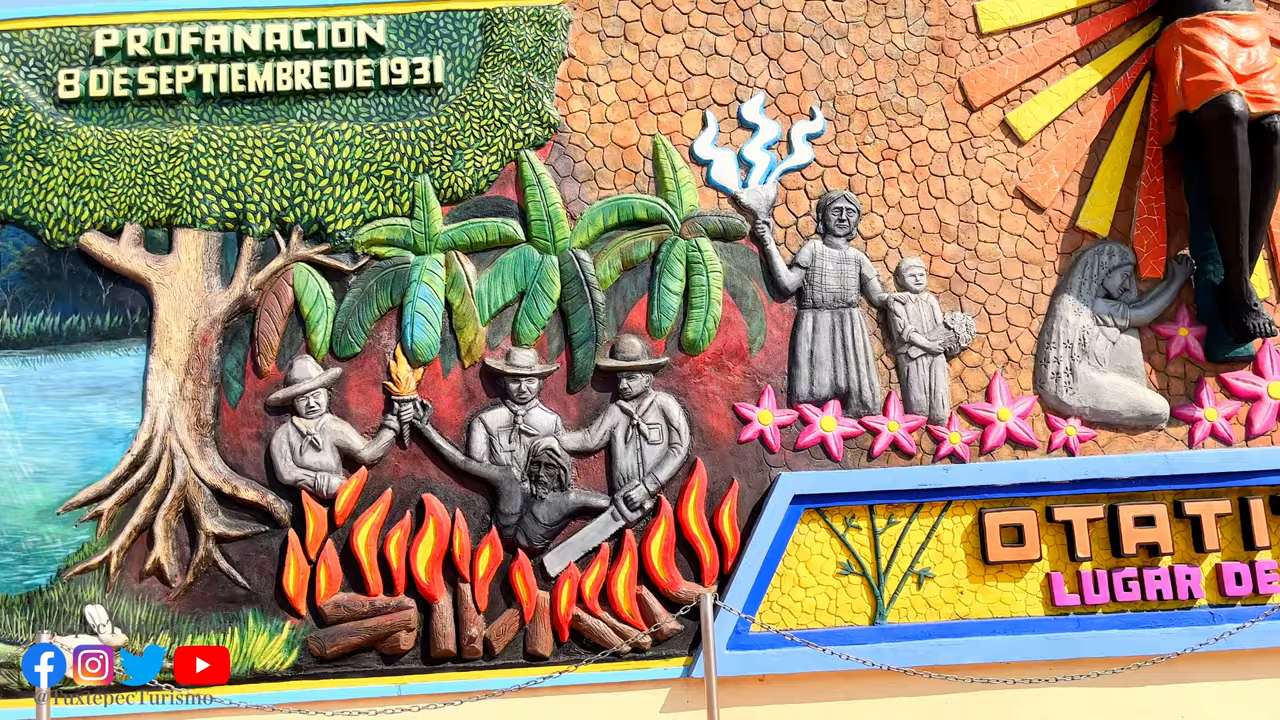 PROFANACION
8 DE SEPTIEMBRE DE 1931
OTATI
LUGAR DE
@TuxtepecTurismo